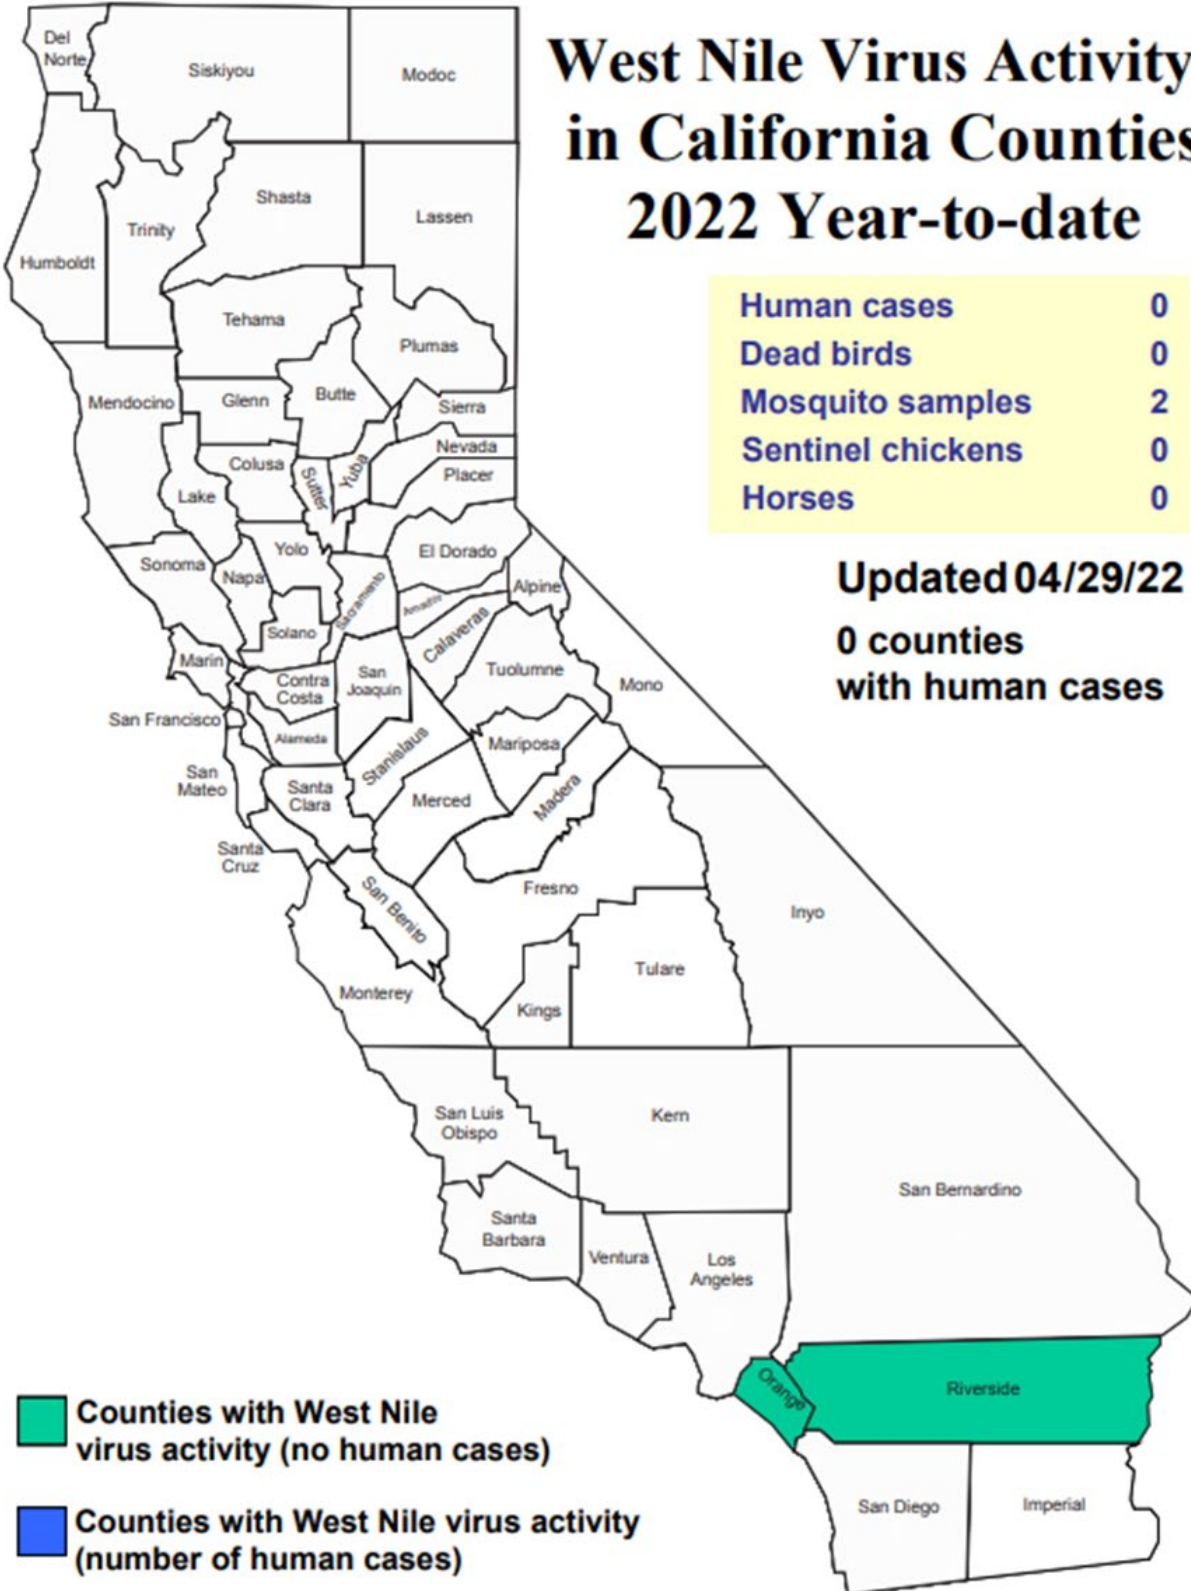 West Nile Virus Activity
in California Counties
2022 Year-to-date
Human cases 0
Dead birds 0
Mosquito samples 2
Sentinel chickens 0
Horses 0
Updated 04/29/22
0 counties
with human cases
Del
Norte
Siskiyou
Modoc
Shasta
Lassen
Trinity
Humboldt
Tehama
Plumas
Mendocino
Glenn
Butte
Sierra
Nevada
Colusa
Sutter
Yuba
Placer
Lake
Yolo
El Dorado
Sonoma
Napa
Sacramento
Amador
Alpine
Solano
Calaveras
Marin
Contra
Costa
San
Joaquin
Tuolumne
Mono
San Francisco
Alameda
Stanislaus
Mariposa
San
Mateo
Santa
Clara
Merced
Madera
Santa
Cruz
San Benito
Fresno
Inyo
Monterey
Kings
Tulare
San Luis
Obispo
Kern
San Bernardino
Santa
Barbara
Ventura
Los
Angeles
Orange
Riverside
San Diego
Imperial
Counties with West Nile
virus activity (no human cases)
Counties with West Nile virus activity
(number of human cases)